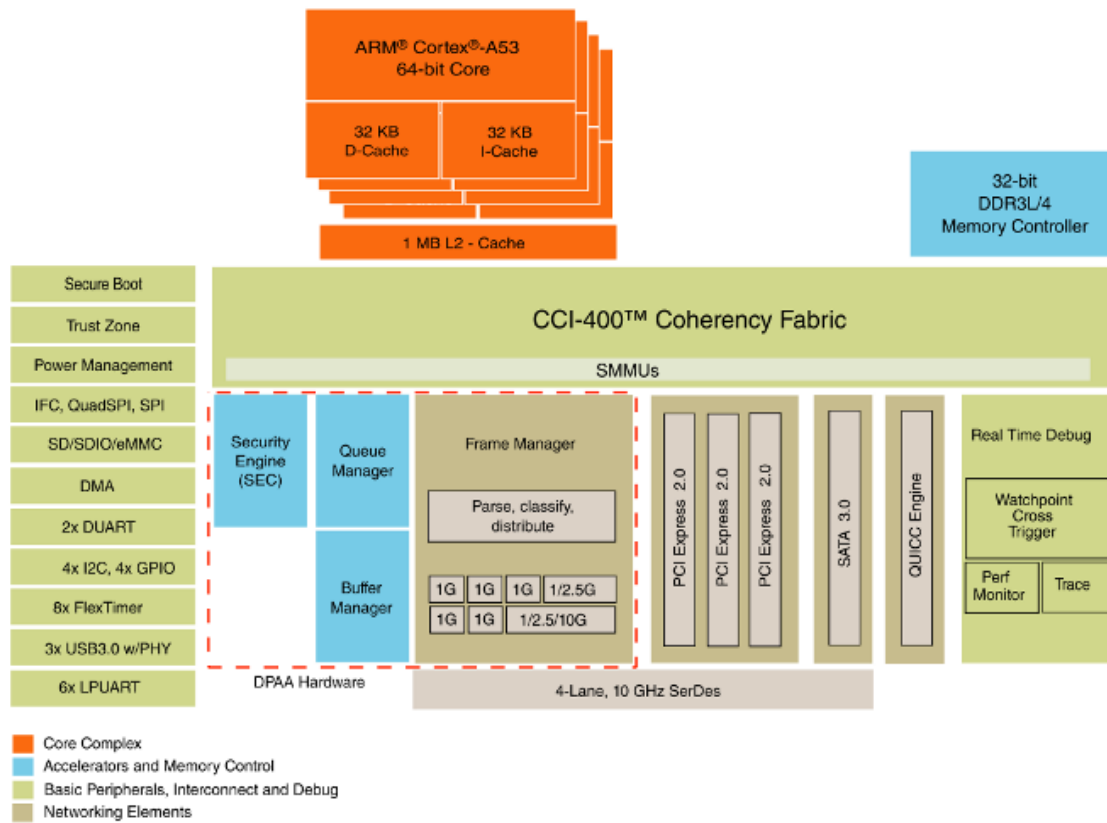 ARM® Cortex®-A53
64-bit Core
32 KB
D-Cache
32 KB
I-Cache
1 MB L2 - Cache
32-bit
DDR3L/4
Memory Controller
Secure Boot
Trust Zone
Power Management
IFC, QuadSPI, SPI
SD/SDIO/eMMC
DMA
2x DUART
4x I2C, 4x GPIO
8x FlexTimer
3x USB3.0 w/PHY
6x LPUART
CCI-400™ Coherency Fabric
SMMUs
Security
Engine
(SEC)
Queue
Manager
Buffer
Manager
Frame Manager
Parse, classify,
distribute
1G 1G 1G 1/2.5G
1G 1G 1/2.5/10G
DPAA Hardware
PCI Express 2.0
PCI Express 2.0
PCI Express 2.0
SATA 3.0
QUICC Engine
4-Lane, 10 GHz SerDes
Real Time Debug
Watchpoint
Cross
Trigger
Perf
Monitor
Trace
Core Complex
Accelerators and Memory Control
Basic Peripherals, Interconnect and Debug
Networking Elements